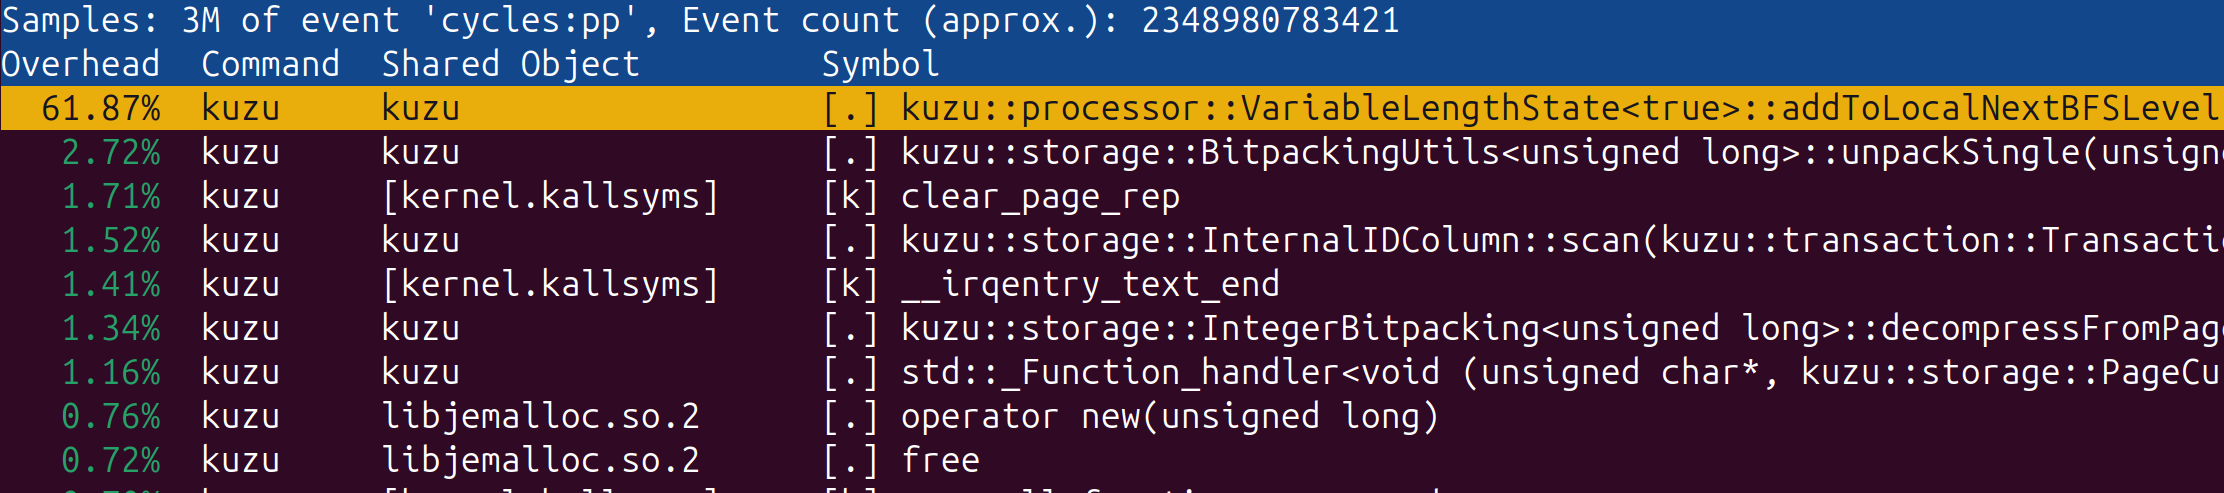 Samples: 3M of event 'cycles:pp', Event count (approx.): 2348980783421
Overhead  Command  Shared Object         Symbol
61.87%  kuzu     kuzu                  [.] kuzu::processor::VariableLengthState<true>::addToLocalNextBFSLevel
2.72%  kuzu     kuzu                  [.] kuzu::storage::BitpackingUtils<unsigned long>::unpackSingle(unsign
1.71%  kuzu     [kernel.kallsyms]     [k] clear_page_rep
1.52%  kuzu     kuzu                  [.] kuzu::storage::InternalIDColumn::scan(kuzu::transaction::Transacti
1.41%  kuzu     [kernel.kallsyms]     [k] __irqentry_text_end
1.34%  kuzu     kuzu                  [.] kuzu::storage::IntegerBitpacking<unsigned long>::decompressFromPag
1.16%  kuzu     kuzu                  [.] std::_Function_handler<void (unsigned char*, kuzu::storage::PageCu
0.76%  kuzu     libjemalloc.so.2      [.] operator new(unsigned long)
0.72%  kuzu     libjemalloc.so.2      [.] free